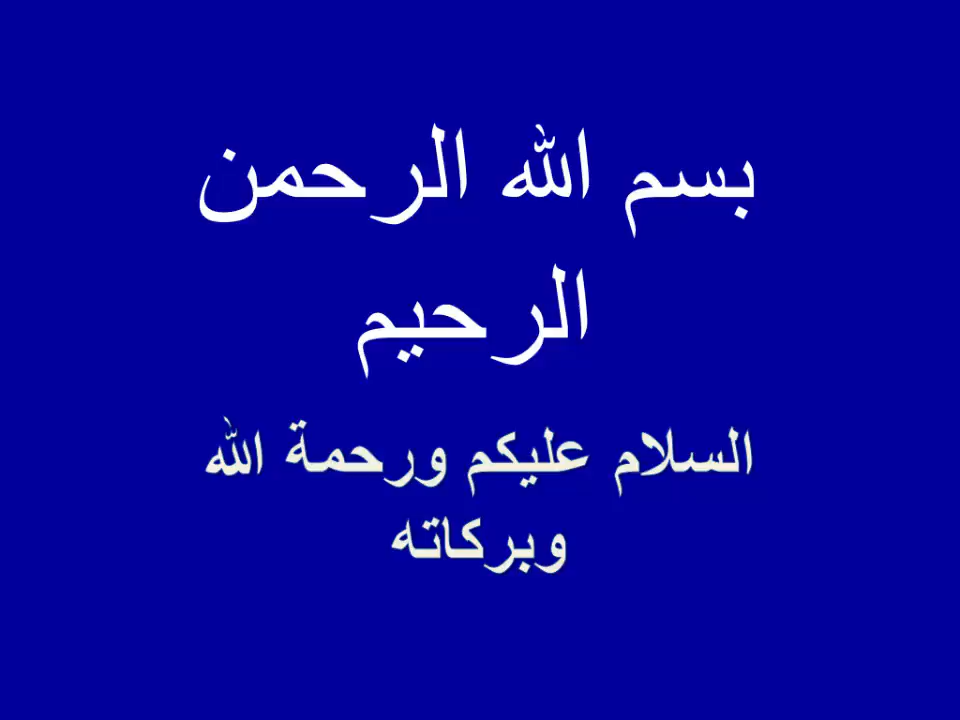 بسم الله الرحمن
الرحيم
السلام عليكم ورحمة الله
وبركاته